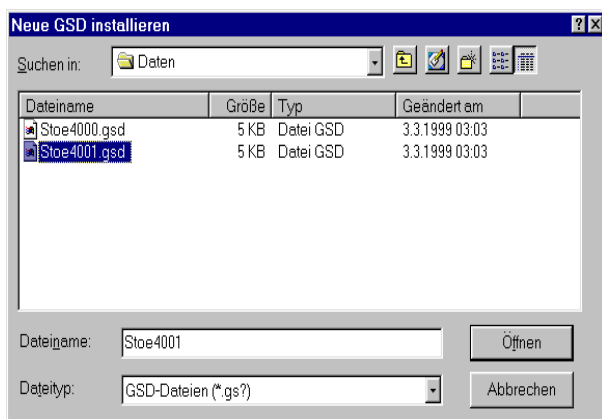 Neue GSD installieren
Suchen in: Daten
Dateiname Größe Typ Geändert am
Stoe4000.gsd 5 KB Datei GSD 3.3.1999 03:03
Stoe4001.gsd 5 KB Datei GSD 3.3.1999 03:03
Dateiname: Stoe4001 Öffnen
Dateityp: GSD-Dateien (*.gs?) Abbrechen